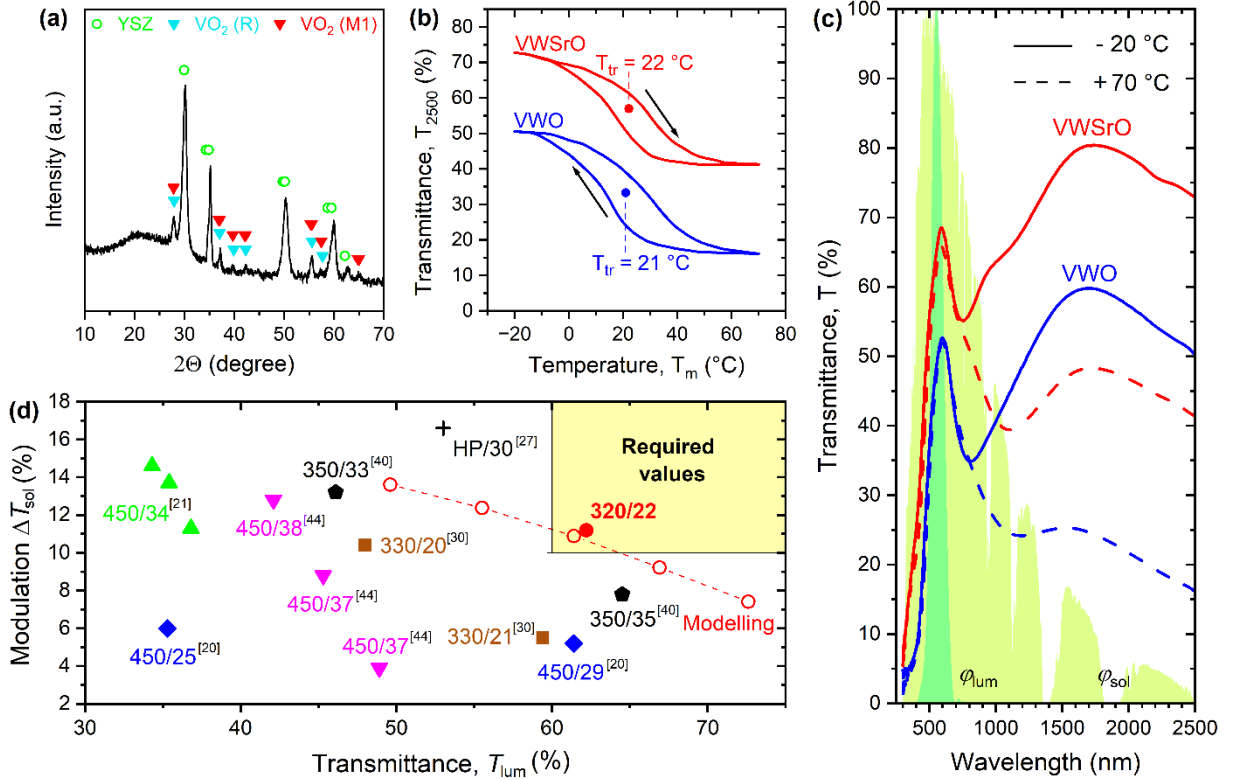 (a)
YSZ
VO2 (R)
VO2 (M1)
Intensity (a.u.)
10 20 30 40 50 60 70
2Θ (degree)
(b)
85
80
70
60
50
40
30
20
10
0
VWSrO
Ttr = 22 °C
VWO
Ttr = 21 °C
Transmittance, T2500 (%)
−20 0 20 40 60 80
Temperature, Tm (°C)
(c)
100
95
90
85
80
75
70
65
60
55
50
45
40
35
30
25
20
15
10
5
0
- 20 °C
+ 70 °C
VWSrO
VWO
φlum
φsol
Transmittance, T (%)
500 1000 1500 2000 2500
Wavelength (nm)
(d)
18
16
14
12
10
8
6
4
2
Modulation ΔTsol (%)
HP/30[27]
Required
values
350/33[40]
450/34[21]
450/38[44]
320/22
330/20[30]
450/37[44]
350/35[40]
Modelling
450/25[20]
450/37[44]
330/21[30]
450/29[20]
30 40 50 60 70
Transmittance, Tlum (%)